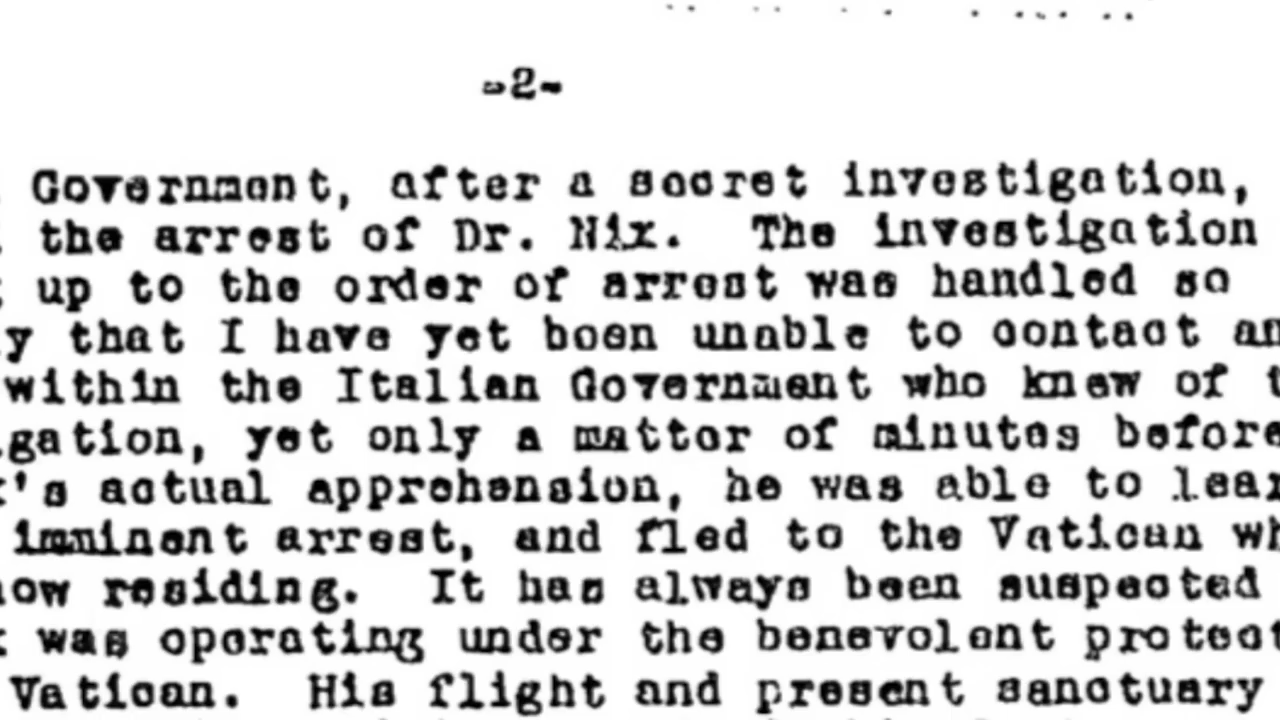 -2-
Government, after a secret investigation,
the arrest of Dr. Nix. The investigation
up to the order of arrest was handled so
y that I have yet been unable to contact an
within the Italian Government who knew of t
gation, yet only a matter of minutes before
's actual apprehension, he was able to lear
imminent arrest, and fled to the Vatican wh
ow residing. It has always been suspected
was operating under the benevolent protect
Vatican. His flight and present sanctuary